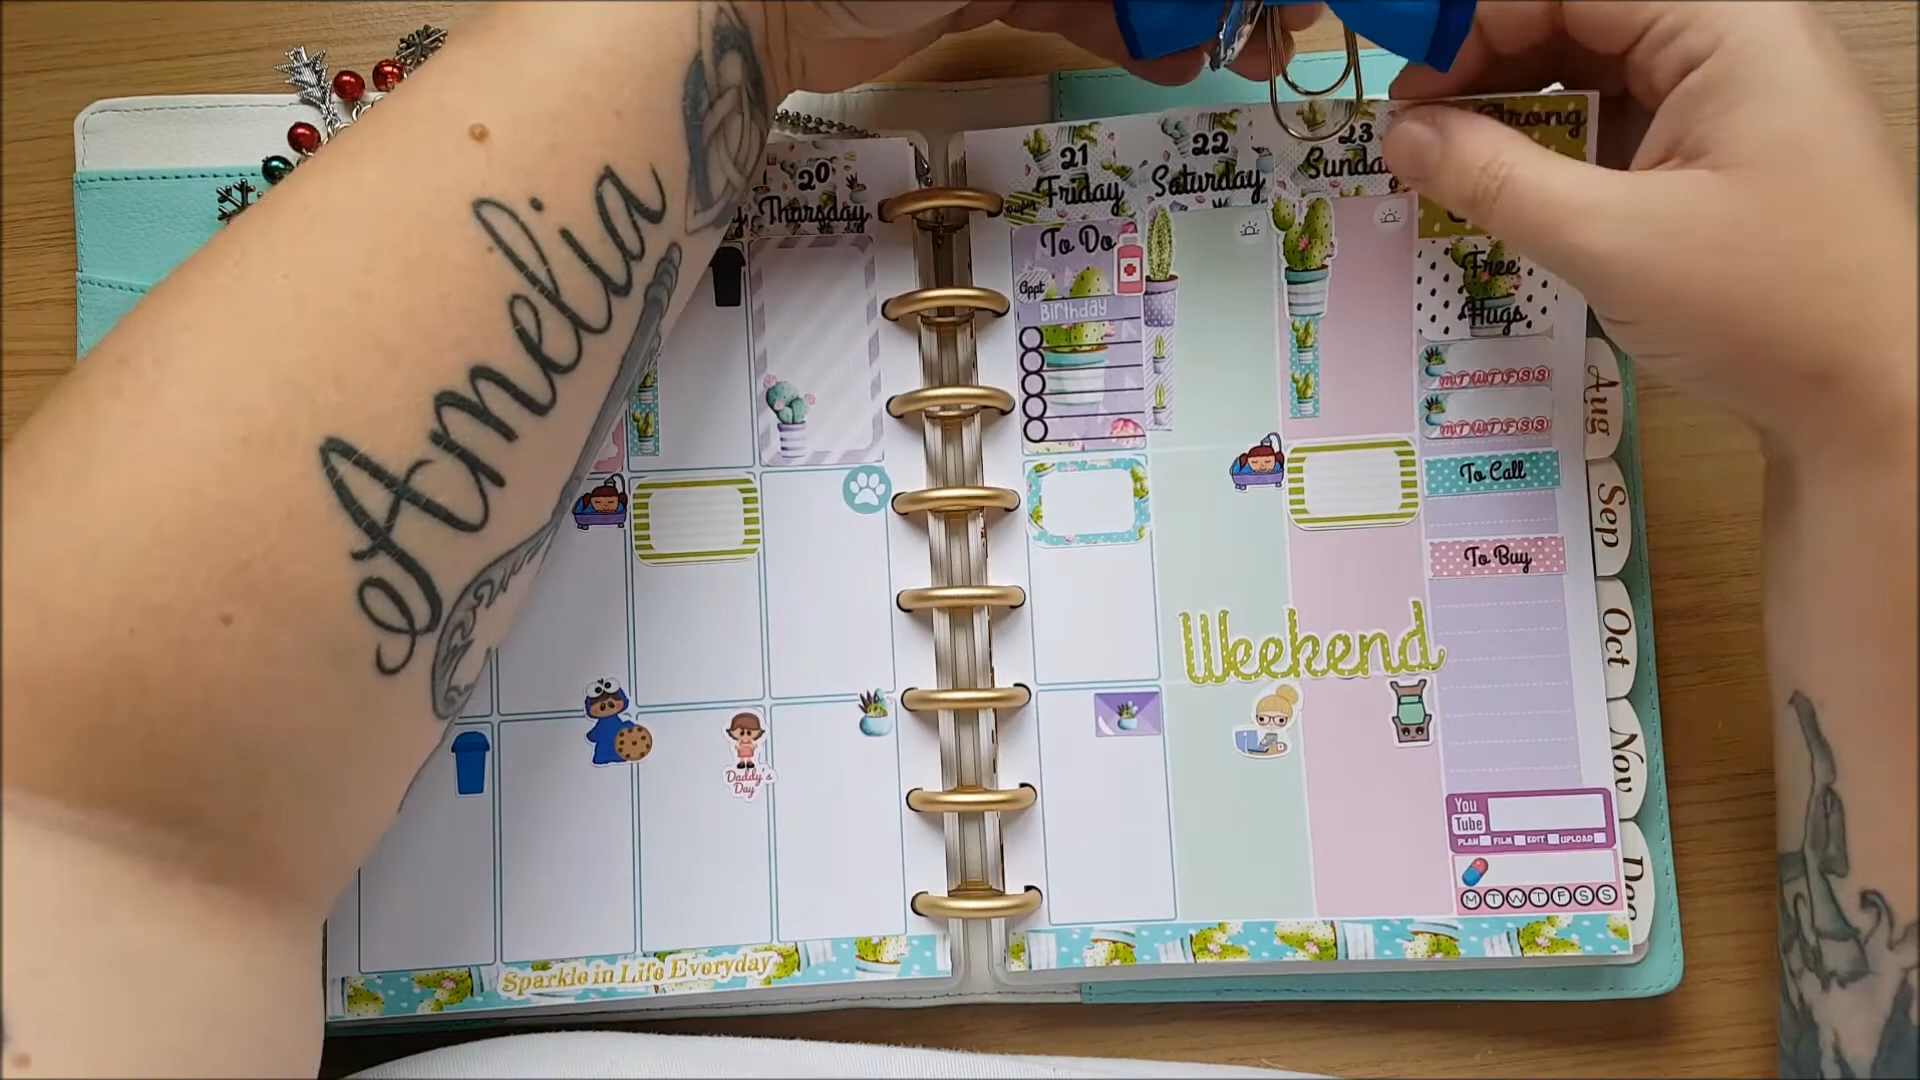 Amelia
20
Thursday
Daddy's
Day
Sparkle in Life Everyday
21
Friday
To Do
Appt
Birthday
22
Saturday
23
Sunday
Weekend
Strong
Free
Hugs
MTWTFSS
MTWTFSS
To Call
To Buy
You
Tube
PLAN FILM EDIT UPLOAD
M T W T F S S
Aug
Sep
Oct
Nov
Dec